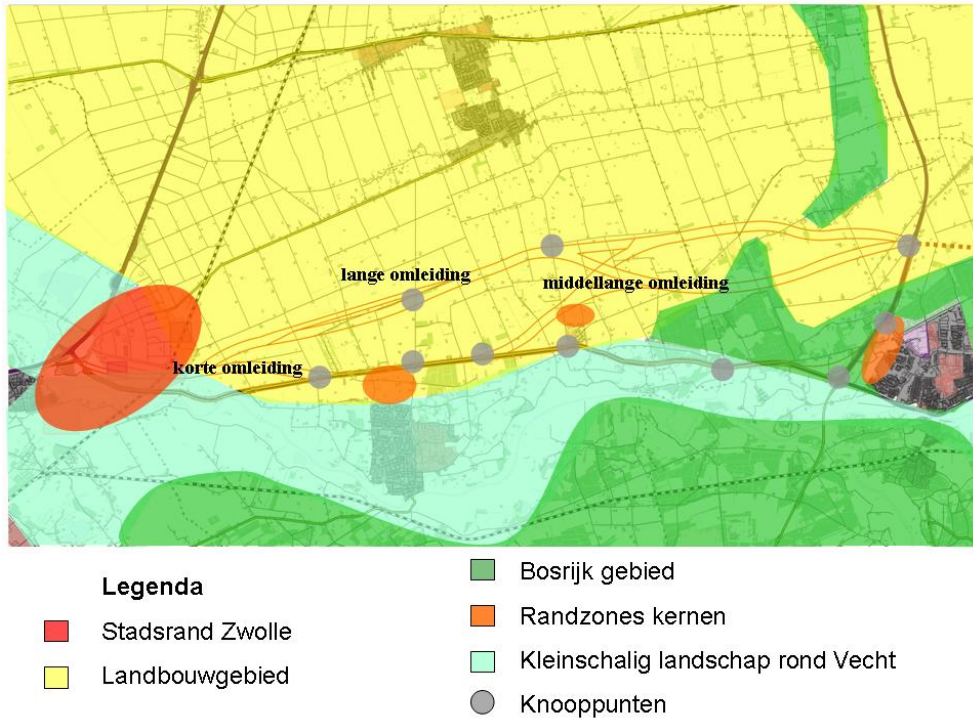 lange omleiding
middellange omleiding
korte omleiding
Legenda
Stadsrand Zwolle
Landbouwgebied
Bosrijk gebied
Randzones kernen
Kleinschalig landschap rond Vecht
Knooppunten